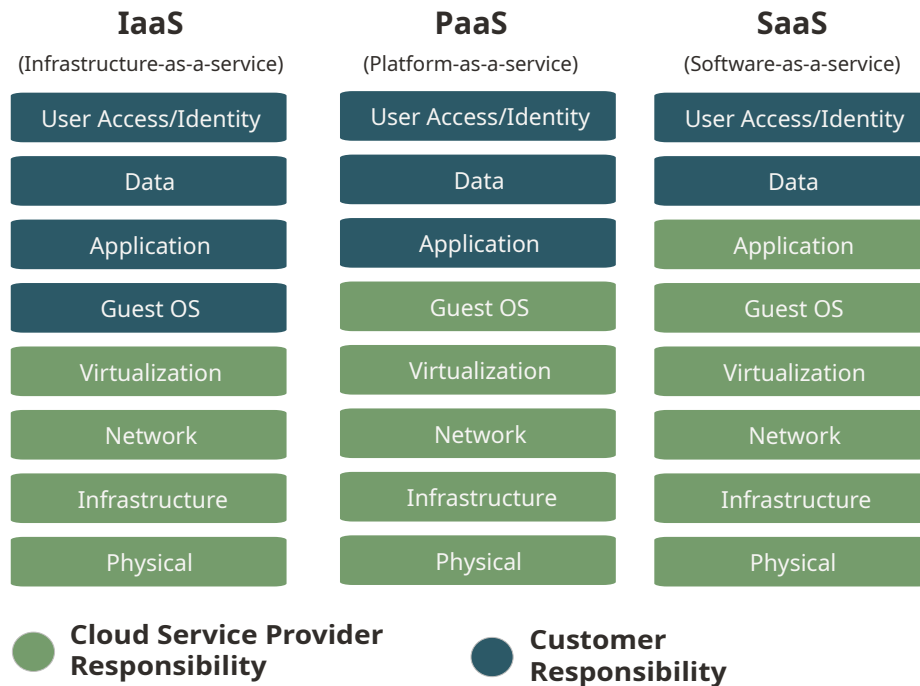 IaaS
(Infrastructure-as-a-service)
User Access/Identity
Data
Application
Guest OS
Virtualization
Network
Infrastructure
Physical
PaaS
(Platform-as-a-service)
User Access/Identity
Data
Application
Guest OS
Virtualization
Network
Infrastructure
Physical
SaaS
(Software-as-a-service)
User Access/Identity
Data
Application
Guest OS
Virtualization
Network
Infrastructure
Physical
Cloud Service Provider
Responsibility
Customer
Responsibility